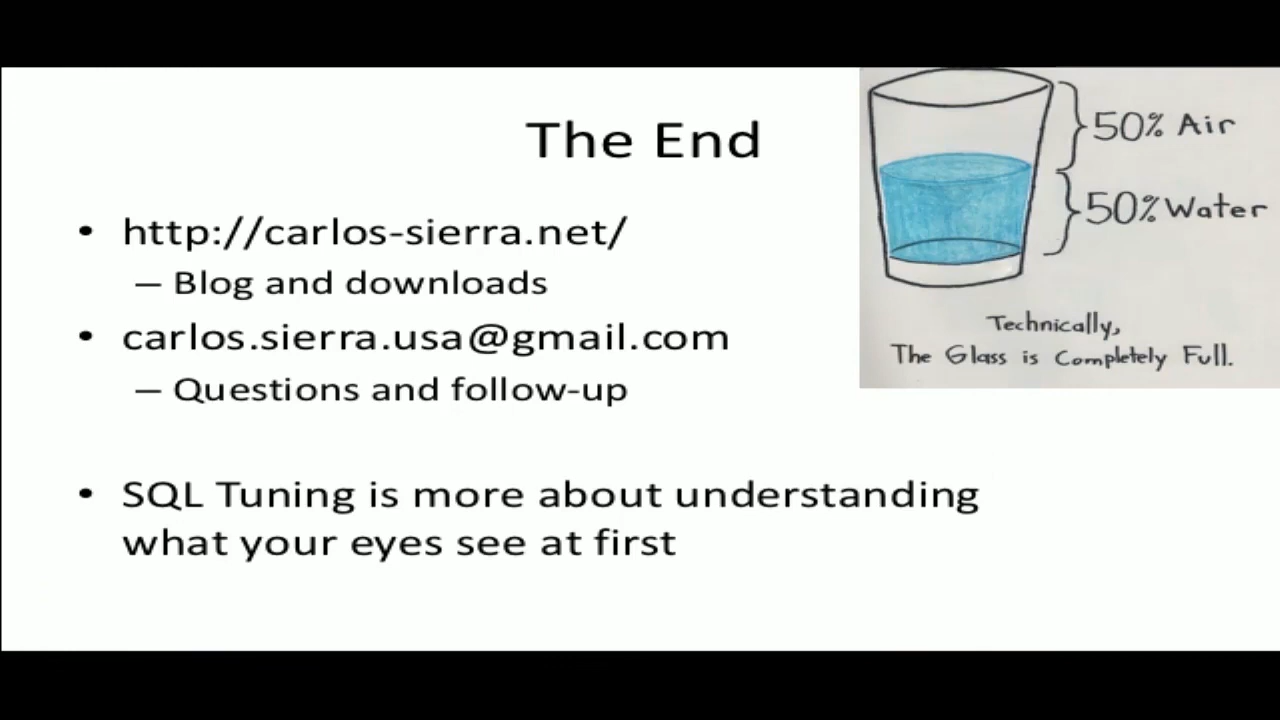 The End
• http://carlos-sierra.net/
– Blog and downloads
• carlos.sierra.usa@gmail.com
– Questions and follow-up
• SQL Tuning is more about understanding
what your eyes see at first
50% Air
50% Water
Technically,
The Glass is Completely Full.